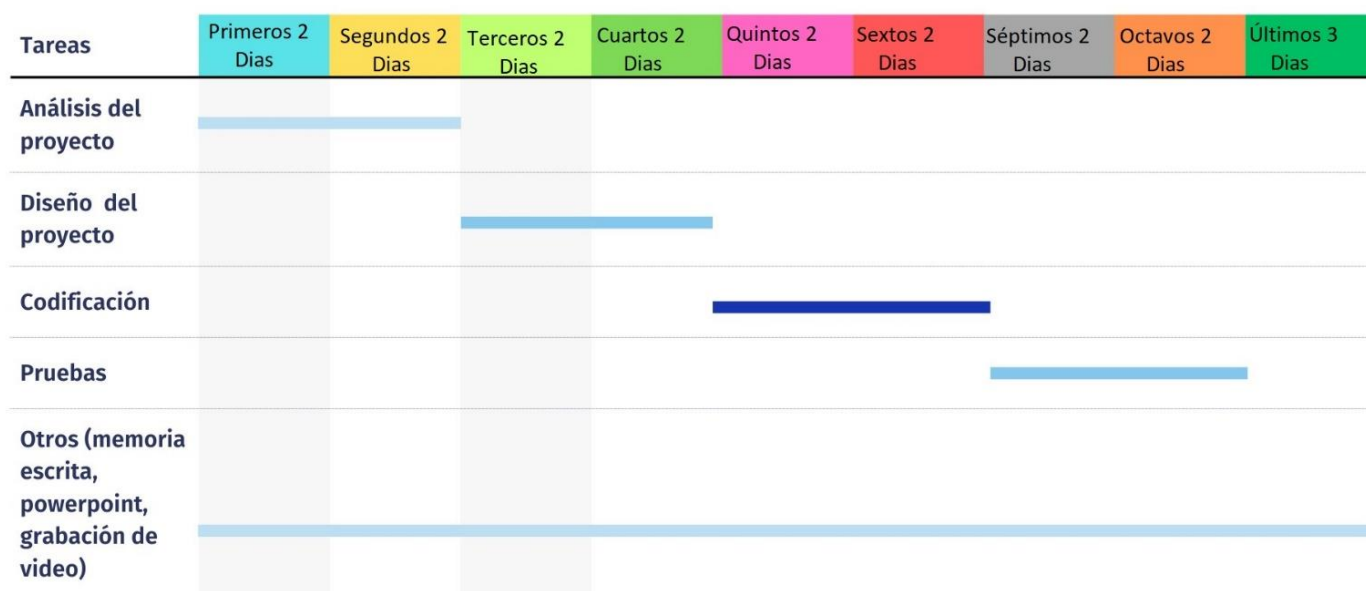 Tareas
Primeros 2
Dias
Segundos 2
Dias
Terceros 2
Dias
Cuartos 2
Dias
Quintos 2
Dias
Sextos 2
Dias
Séptimos 2
Dias
Octavos 2
Dias
Últimos 3
Dias
Análisis del
proyecto
Diseño del
proyecto
Codificación
Pruebas
Otros (memoria
escrita,
powerpoint,
grabación de
video)